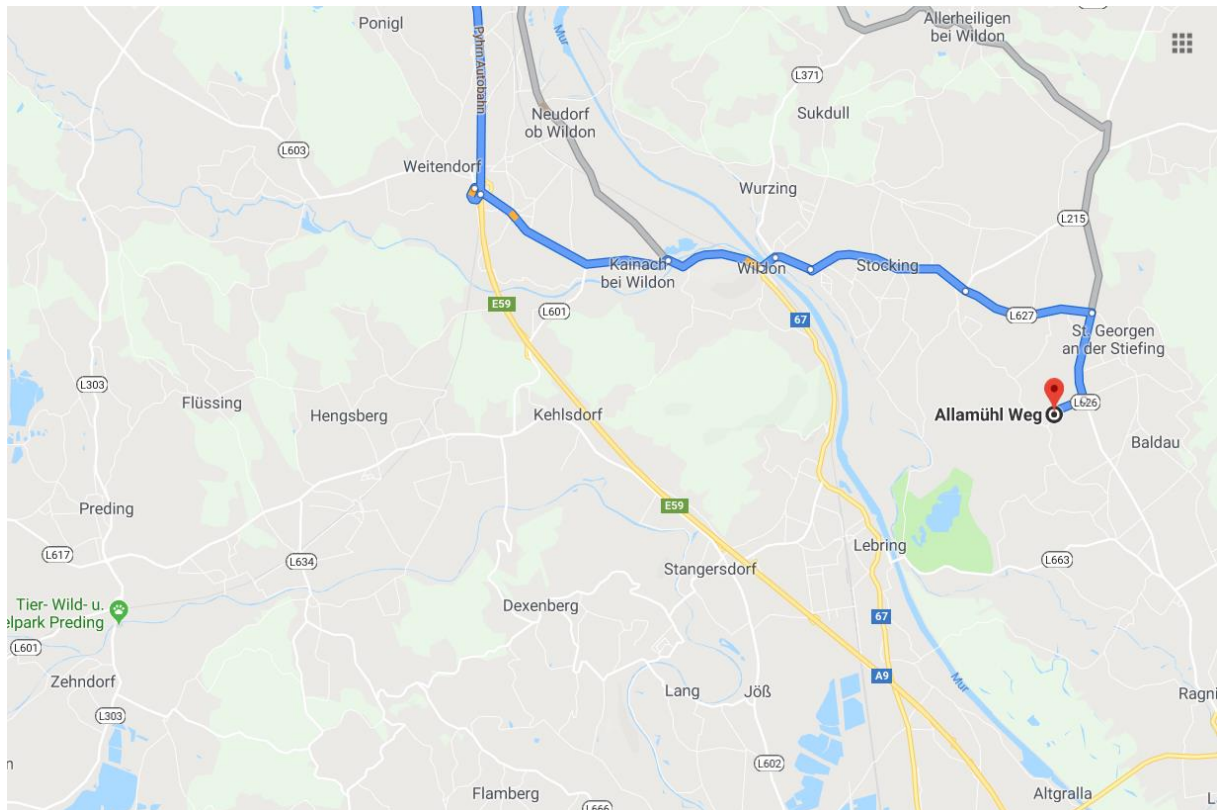 Ponigl
Allerheiligen
bei Wildon
Pyhrn Autobahn
Mur
L371
Neudorf
ob Wildon
Sukdull
L603
Weitendorf
Wurzing
L215
Kainach
bei Wildon
Wildon
Stocking
E59
L601
67
L627
St. Georgen
an der Stiefing
L303
Flüssing
Hengsberg
Kehlsdorf
Allamühl Weg
L626
Baldau
Preding
E59
L617
L634
Stangersdorf
Lebring
L663
Tier- Wild- u.
elpark Preding
Dexenberg
67
L601
Zehndorf
A9
Mur
Lang
Jöß
Ragni
L303
L602
n
Flamberg
L666
Altgralla
L